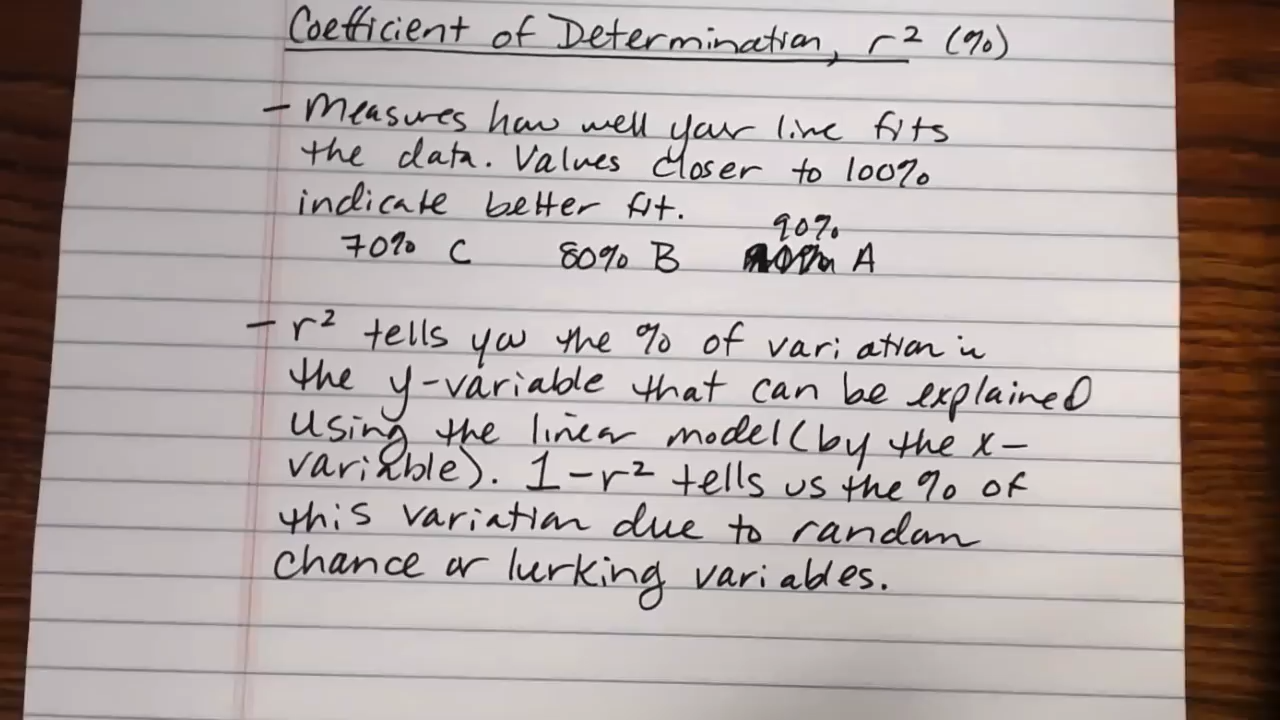 Coefficient of Determination, r² (%)
- Measures how well your line fits
the data. Values closer to 100%
indicate better fit.
90%
70% C 80% B A
- r² tells you the % of variation in
the y-variable that can be explained
using the linear model (by the x-
variable). 1-r² tells us the % of
this variation due to random
chance or lurking variables.